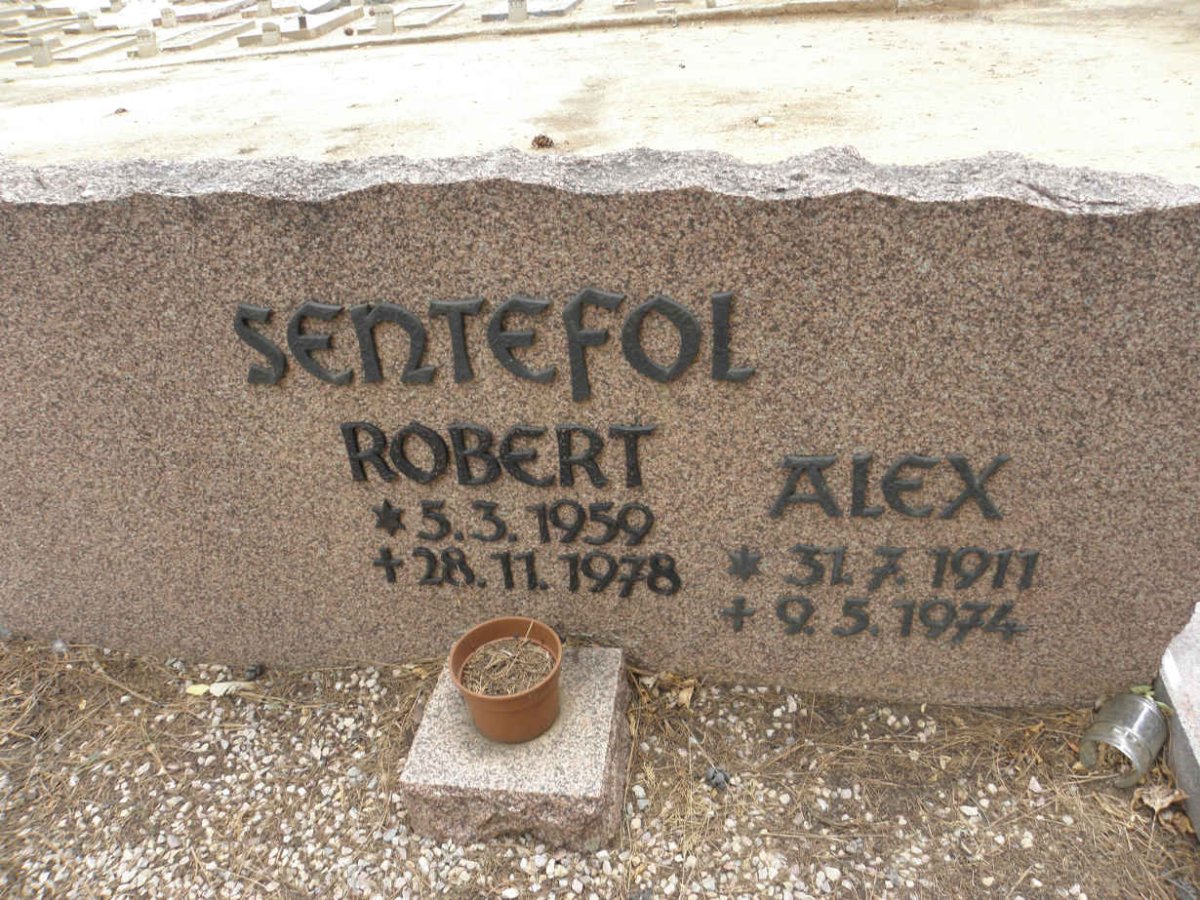 SENTEFOL
ROBERT
* 5.3.1959
+ 28.11.1978
ALEX
* 31.7.1911
+ 9.5.1974